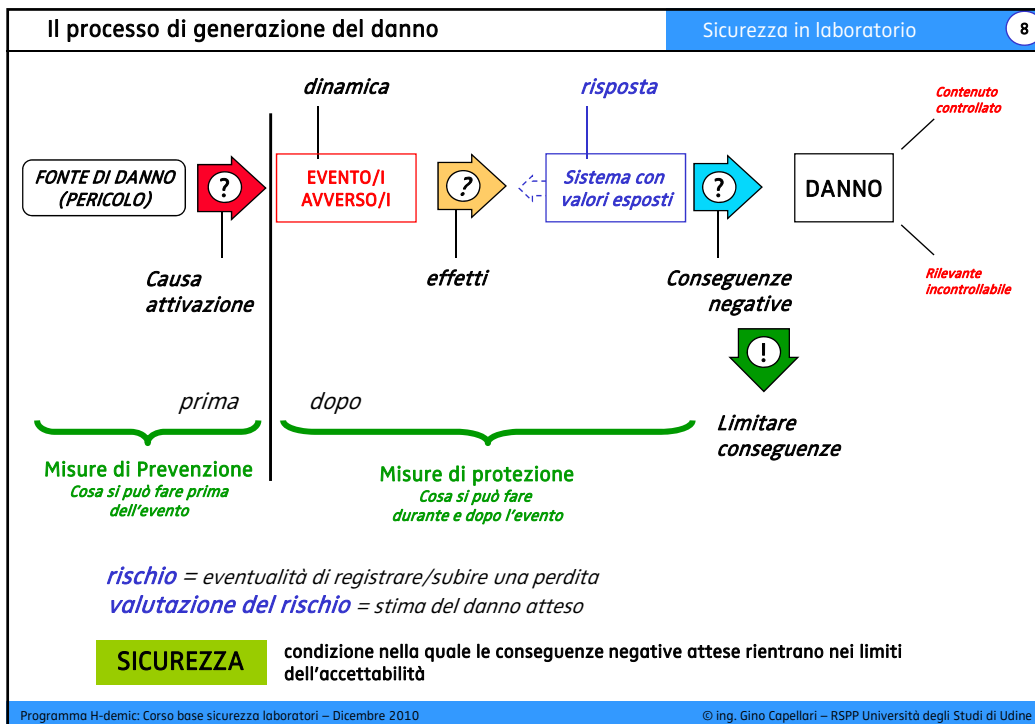 Il processo di generazione del danno
Sicurezza in laboratorio
8
dinamica
risposta
Contenuto
controllato
FONTE DI DANNO
(PERICOLO)
?
EVENTO/I
AVVERSO/I
?
Sistema con
valori esposti
?
DANNO
Causa
attivazione
effetti
Conseguenze
negative
Rilevante
incontrollabile
!
prima
dopo
Limitare
conseguenze
Misure di Prevenzione
Cosa si può fare prima
dell'evento
Misure di protezione
Cosa si può fare
durante e dopo l'evento
rischio = eventualità di registrare/subire una perdita
valutazione del rischio = stima del danno atteso
SICUREZZA
condizione nella quale le conseguenze negative attese rientrano nei limiti
dell'accettabilità
Programma H-demic: Corso base sicurezza laboratori – Dicembre 2010
© ing. Gino Capellari – RSPP Università degli Studi di Udine